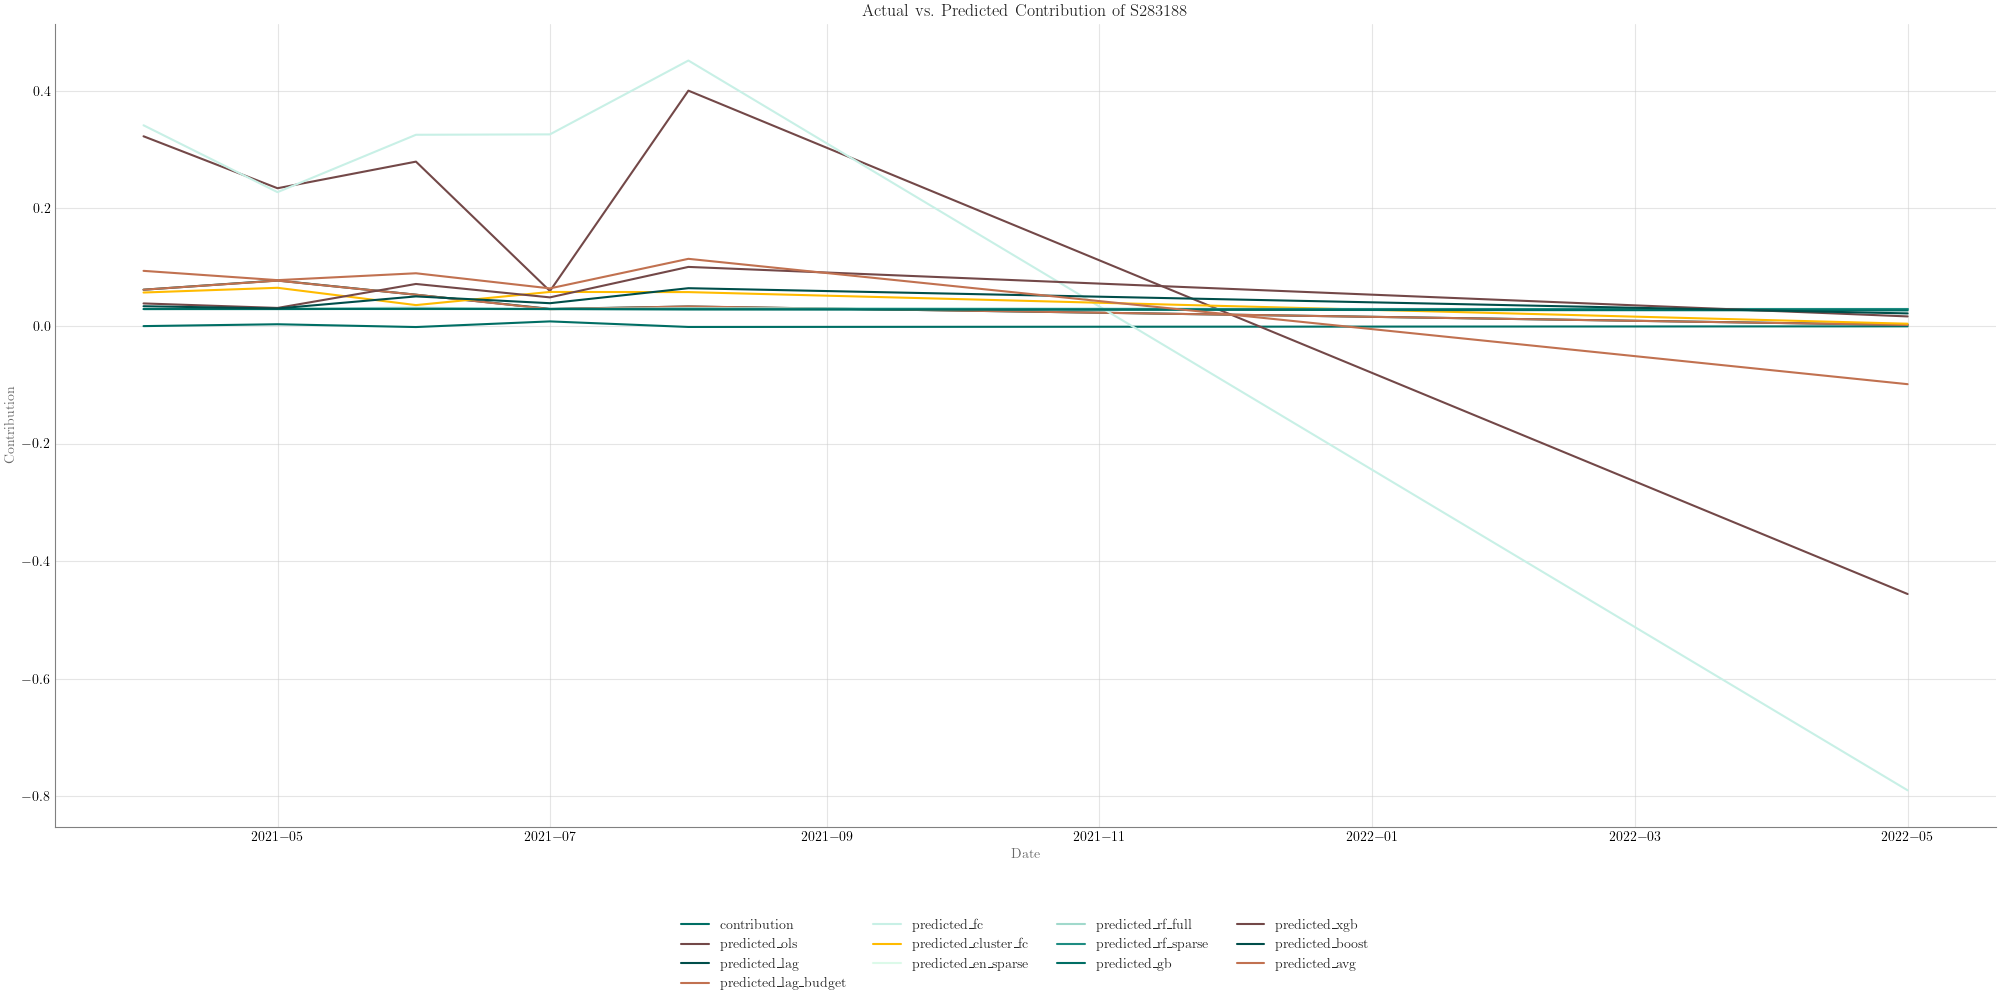 Actual vs. Predicted Contribution of S283188
0.4
0.2
0.0
−0.2
−0.4
−0.6
−0.8
Contribution
2021−05 2021−07 2021−09 2021−11 2022−01 2022−03 2022−05
Date
contribution predicted_fc predicted_rf_full predicted_xgb
predicted_ols predicted_cluster_fc predicted_rf_sparse predicted_boost
predicted_lag predicted_en_sparse predicted_gb predicted_avg
predicted_lag_budget